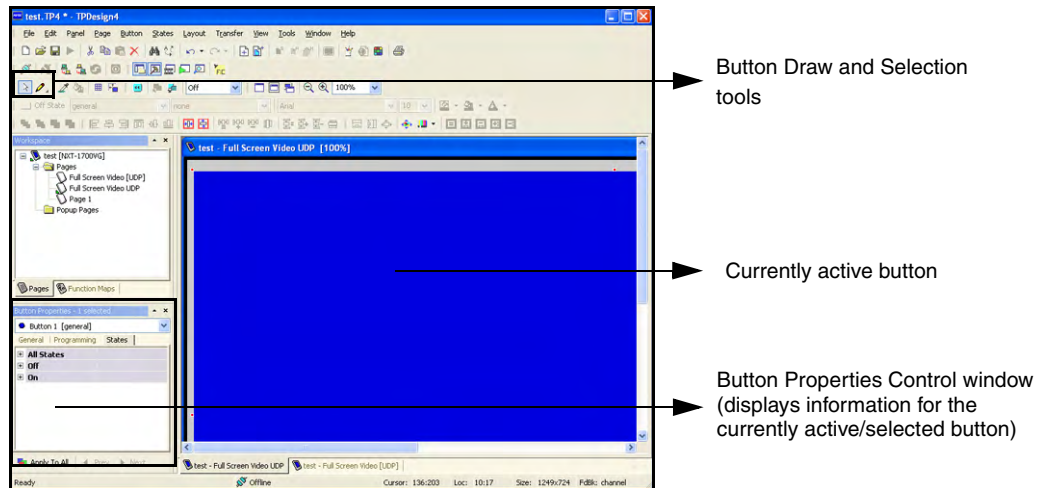 test.TP4 * - TPDesign4
File Edit Panel Page Button States Layout Transfer View Tools Window Help
Off 100%
Off State general none Arial 10
Workspace
test [NXT-1700VG]
Pages
Full Screen Video [UDP]
Full Screen Video UDP
Page 1
Popup Pages
Pages Function Maps
test - Full Screen Video UDP [100%]
Button Properties - 1 selected
Button 1 [general]
General Programming States
All States
Off
On
Apply To All Prev Next
test - Full Screen Video UDP test - Full Screen Video [UDP]
Ready Offline Cursor: 136:203 Loc: 10:17 Size: 1249x724 FdBk: channel
Button Draw and Selection
tools
Currently active button
Button Properties Control window
(displays information for the
currently active/selected button)